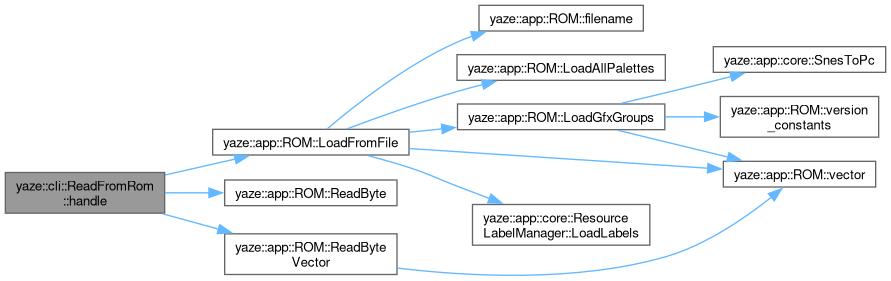 yaze::cli::ReadFromRom
::handle
yaze::app::ROM::LoadFromFile
yaze::app::ROM::ReadByte
yaze::app::ROM::ReadByte
Vector
yaze::app::ROM::filename
yaze::app::ROM::LoadAllPalettes
yaze::app::ROM::LoadGfxGroups
yaze::app::core::Resource
LabelManager::LoadLabels
yaze::app::core::SnesToPc
yaze::app::ROM::version
_constants
yaze::app::ROM::vector